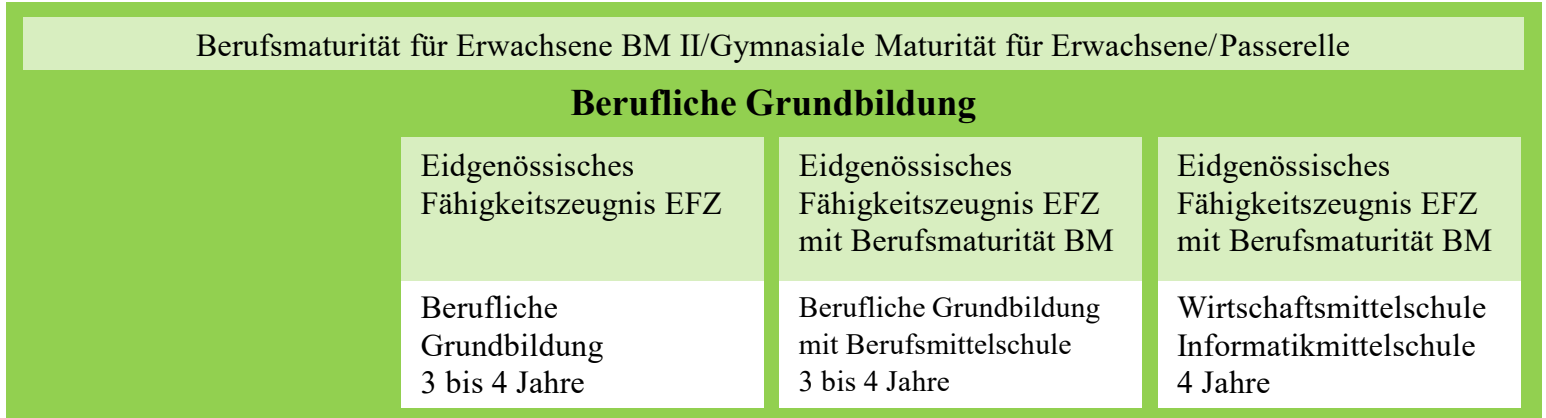 Berufsmaturität für Erwachsene BM II/Gymnasiale Maturität für Erwachsene/Passerelle
Berufliche Grundbildung
Eidgenössisches
Fähigkeitszeugnis EFZ
Eidgenössisches
Fähigkeitszeugnis EFZ
mit Berufsmaturität BM
Eidgenössisches
Fähigkeitszeugnis EFZ
mit Berufsmaturität BM
Berufliche
Grundbildung
3 bis 4 Jahre
Berufliche Grundbildung
mit Berufsmittelschule
3 bis 4 Jahre
Wirtschaftsmittelschule
Informatikmittelschule
4 Jahre